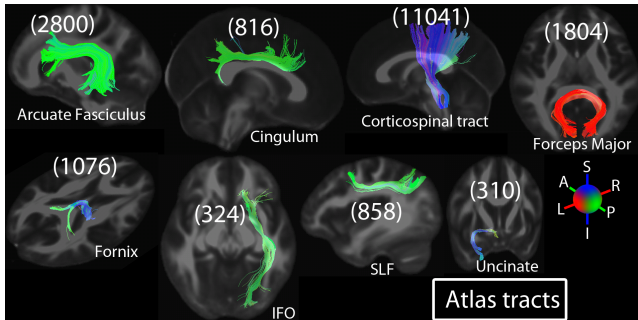 (2800)
Arcuate Fasciculus
(816)
Cingulum
(11041)
Corticospinal tract
(1804)
Forceps Major
(1076)
Fornix
(324)
IFO
(858)
SLF
(310)
Uncinate
S
A R
L P
I
Atlas tracts